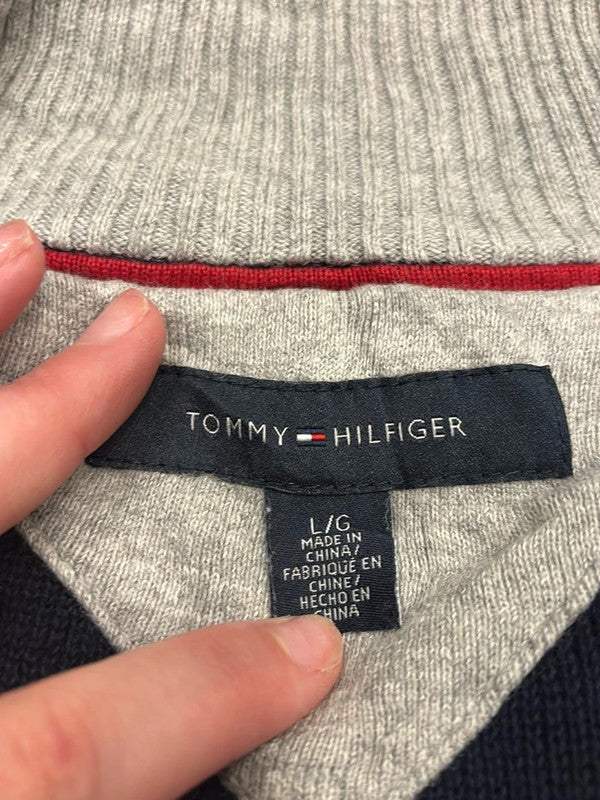 TOMMY HILFIGER
L/G
MADE IN
CHINA/
FABRIQUÉ EN
CHINE/
HECHO EN
CHINA